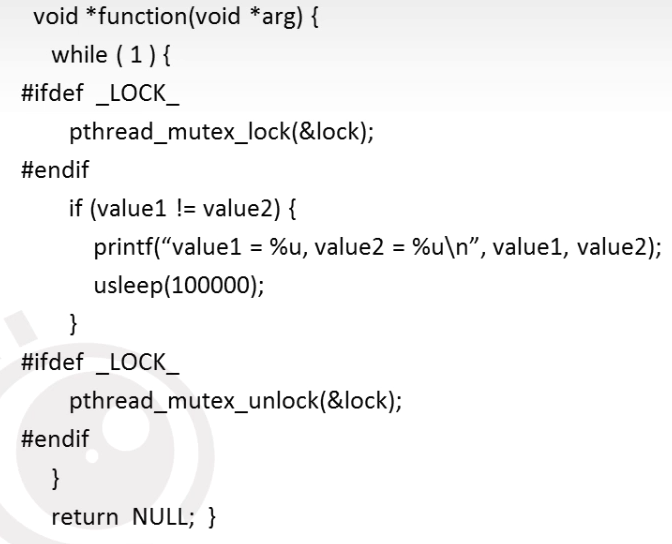 void *function(void *arg) {
while ( 1 ) {
#ifdef _LOCK_
pthread_mutex_lock(&lock);
#endif
if (value1 != value2) {
printf(“value1 = %u, value2 = %u\n”, value1, value2);
usleep(100000);
}
#ifdef _LOCK_
pthread_mutex_unlock(&lock);
#endif
}
return NULL; }